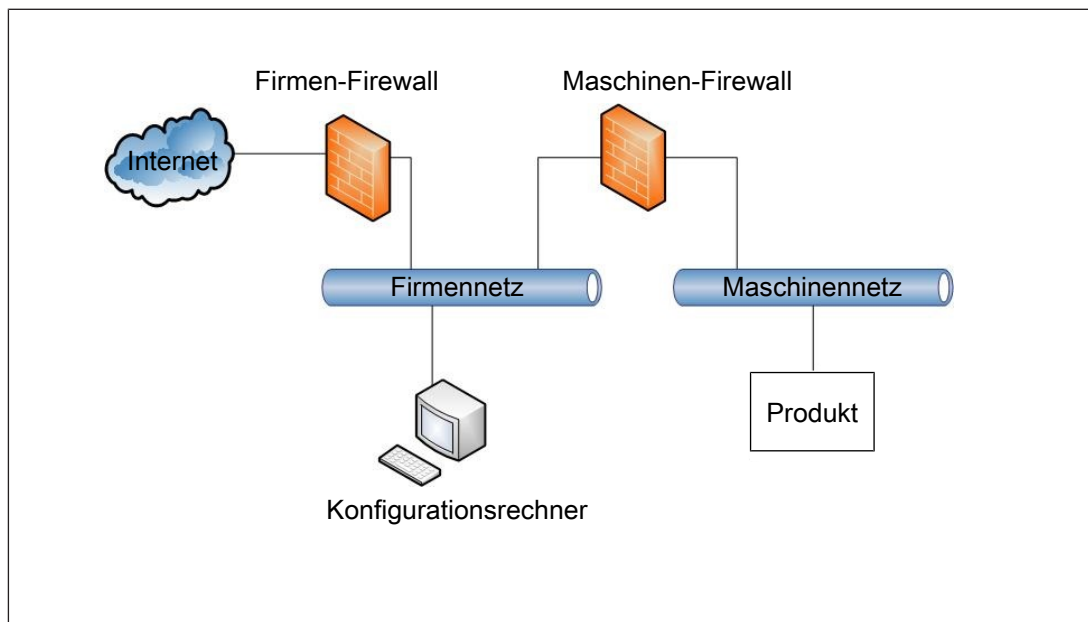 Firmen-Firewall
Maschinen-Firewall
Internet
Firmennetz
Maschinennetz
Produkt
Konfigurationsrechner